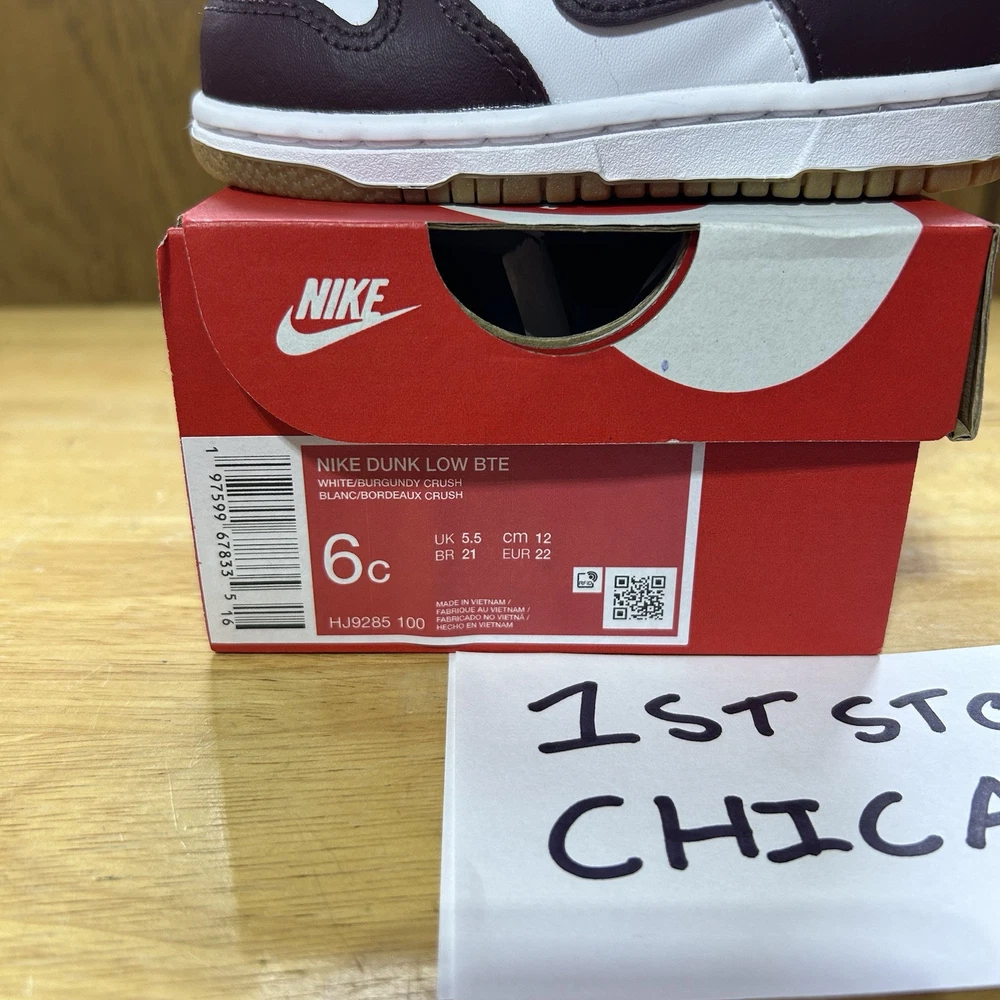 NIKE
NIKE DUNK LOW BTE
WHITE/BURGUNDY CRUSH
BLANC/BORDEAUX CRUSH
6c
UK 5.5 cm 12
BR 21 EUR 22
RFID
MADE IN VIETNAM /
FABRIQUE AU VIETNAM /
FABRICADO NO VIETNÃ /
HECHO EN VIETNAM
HJ9285 100
1 97599 67833 5 16
1ST STO
CHICA